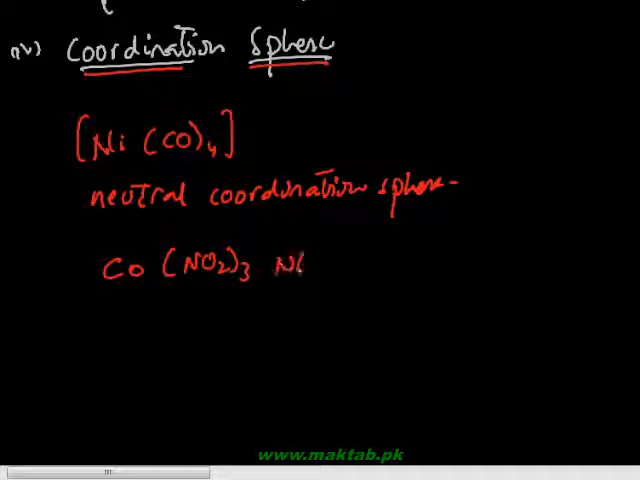 iv) Coordination Sphere
[Ni (CO)4]
neutral coordination sphere-
Co (NO2)3 N
www.maktab.pk